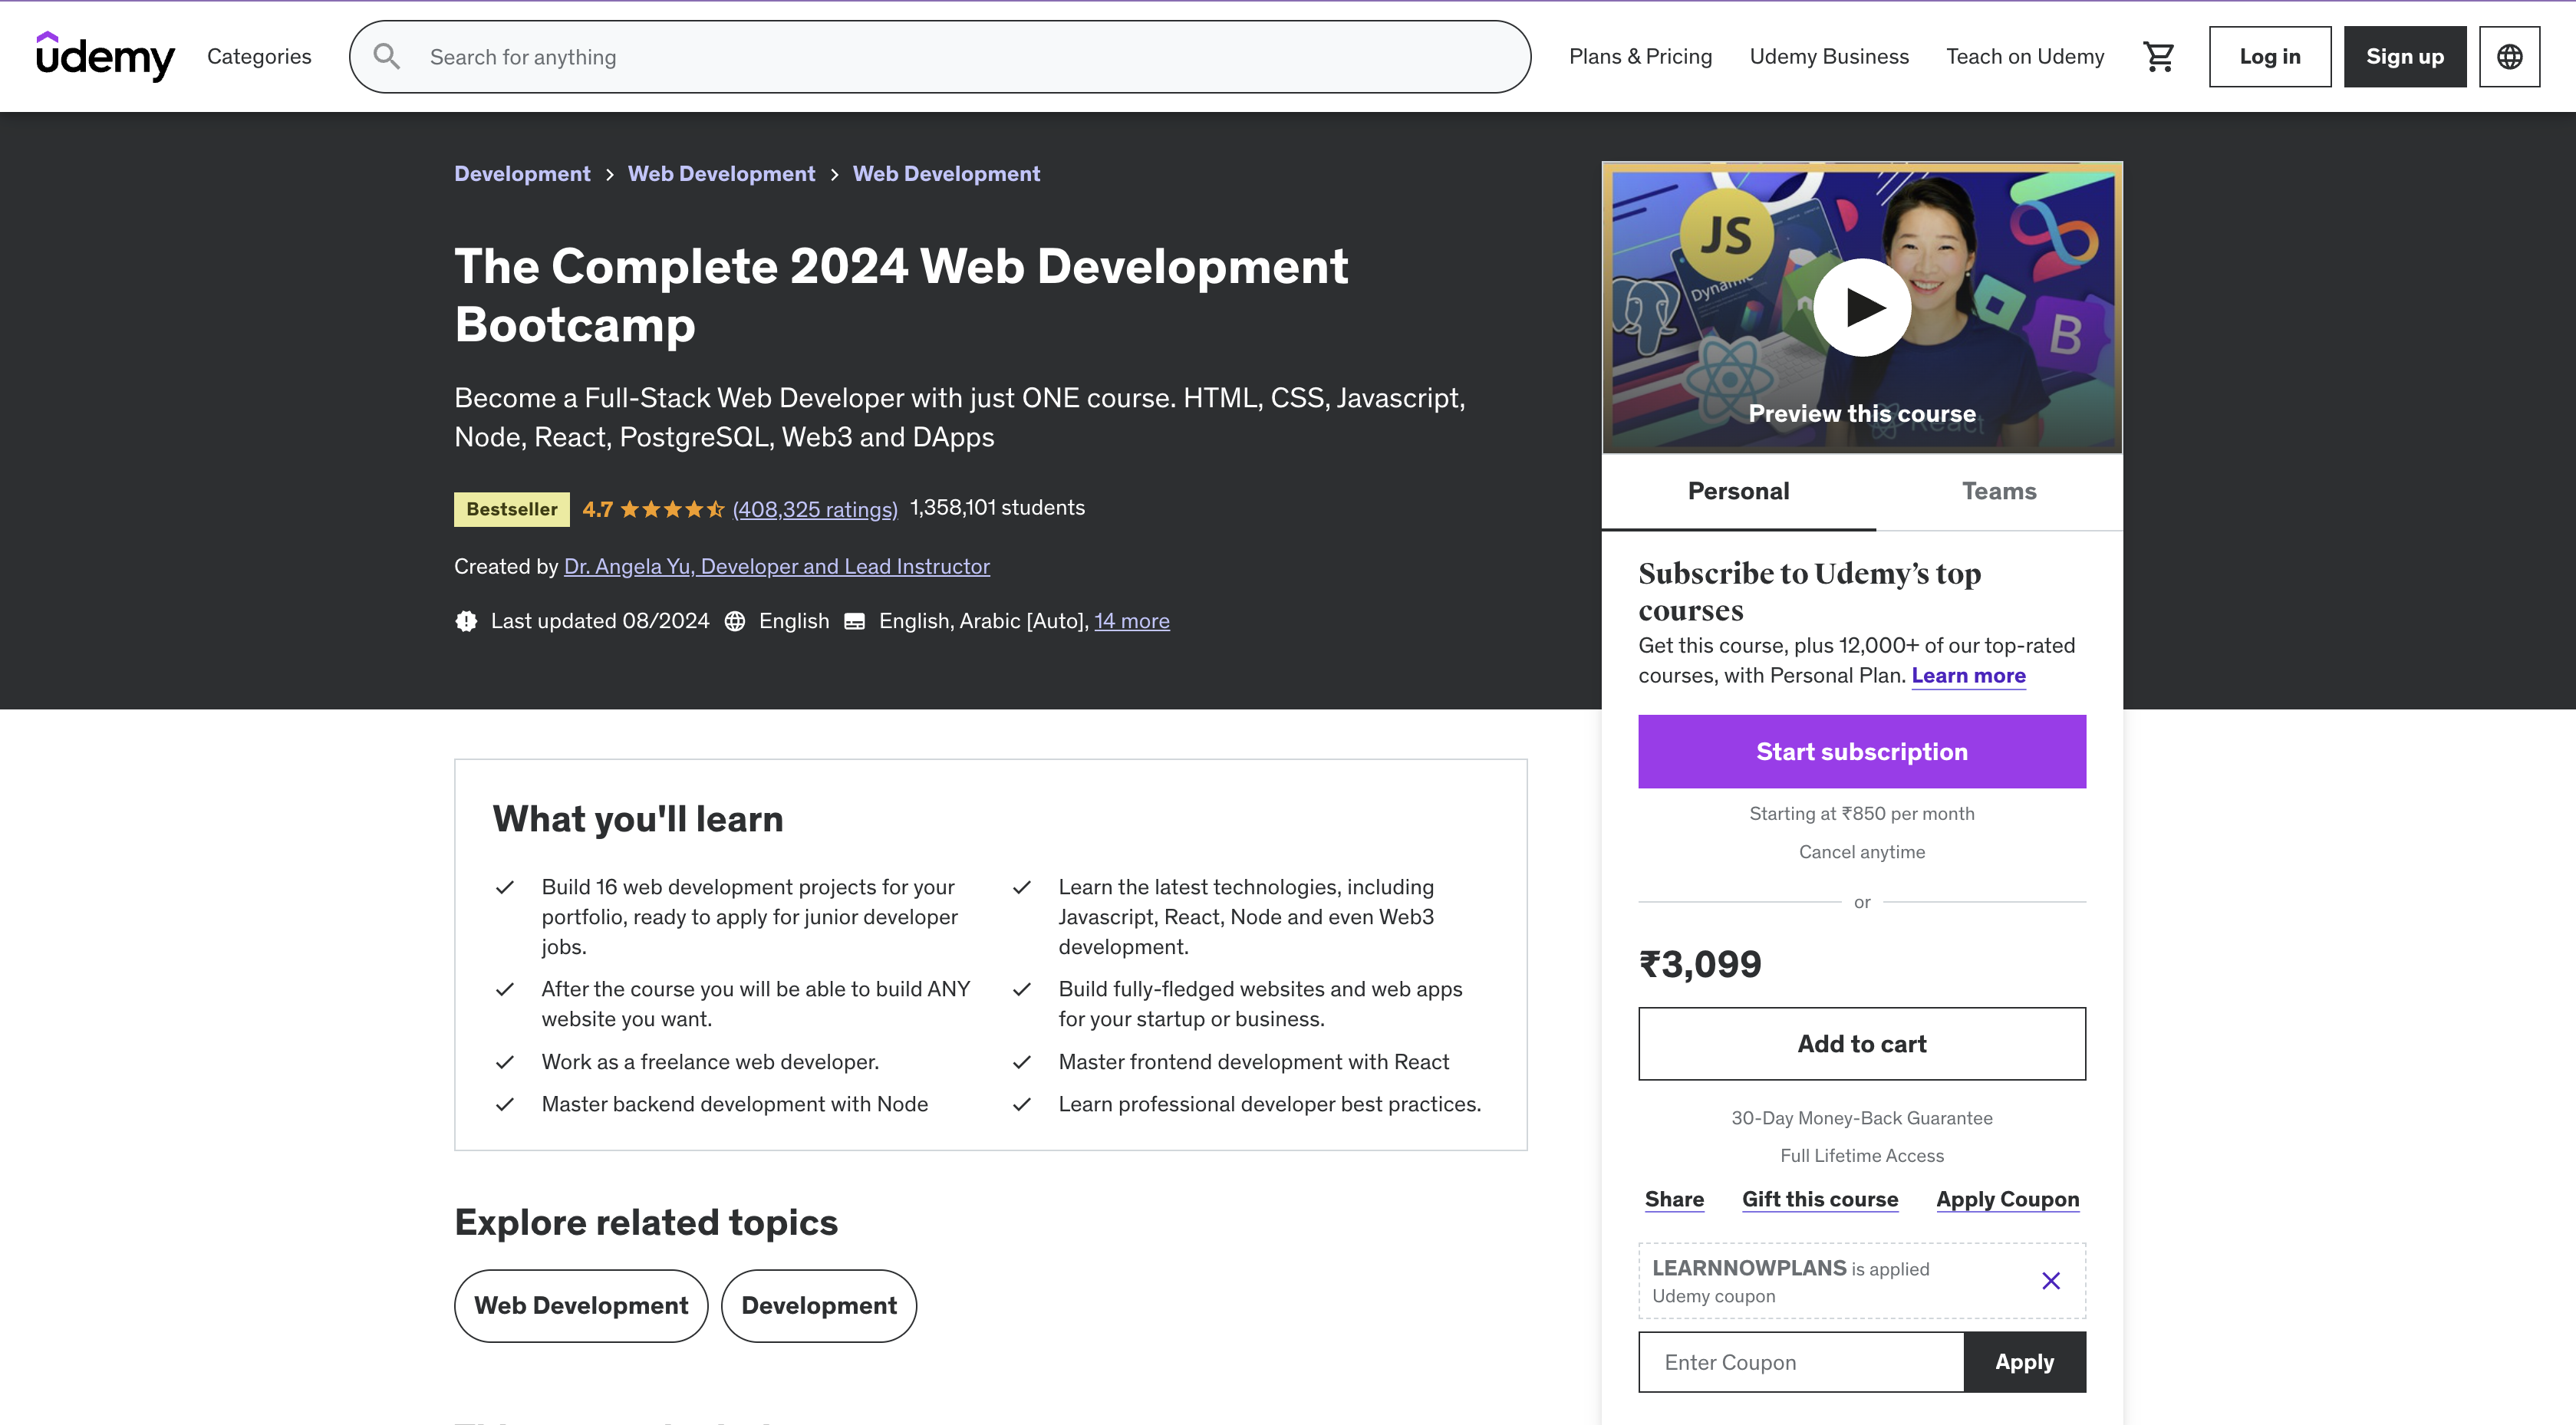 udemy
Categories
Search for anything
Plans & Pricing
Udemy Business
Teach on Udemy
Log in
Sign up
Development
Web Development
Web Development
The Complete 2024 Web Development
Bootcamp
Become a Full-Stack Web Developer with just ONE course. HTML, CSS, Javascript,
Node, React, PostgreSQL, Web3 and DApps
Bestseller 4.7 (408,325 ratings) 1,358,101 students
Created by Dr. Angela Yu, Developer and Lead Instructor
Last updated 08/2024 English English, Arabic [Auto], 14 more
JS
Dynamic
B
React
Preview this course
Personal
Teams
Subscribe to Udemy’s top
courses
Get this course, plus 12,000+ of our top-rated
courses, with Personal Plan. Learn more
Start subscription
Starting at ₹850 per month
Cancel anytime
or
₹3,099
Add to cart
30-Day Money-Back Guarantee
Full Lifetime Access
Share
Gift this course
Apply Coupon
LEARNNOWPLANS is applied
Udemy coupon
Enter Coupon
Apply
What you'll learn
Build 16 web development projects for your
portfolio, ready to apply for junior developer
jobs.
Learn the latest technologies, including
Javascript, React, Node and even Web3
development.
After the course you will be able to build ANY
website you want.
Build fully-fledged websites and web apps
for your startup or business.
Work as a freelance web developer.
Master frontend development with React
Master backend development with Node
Learn professional developer best practices.
Explore related topics
Web Development
Development